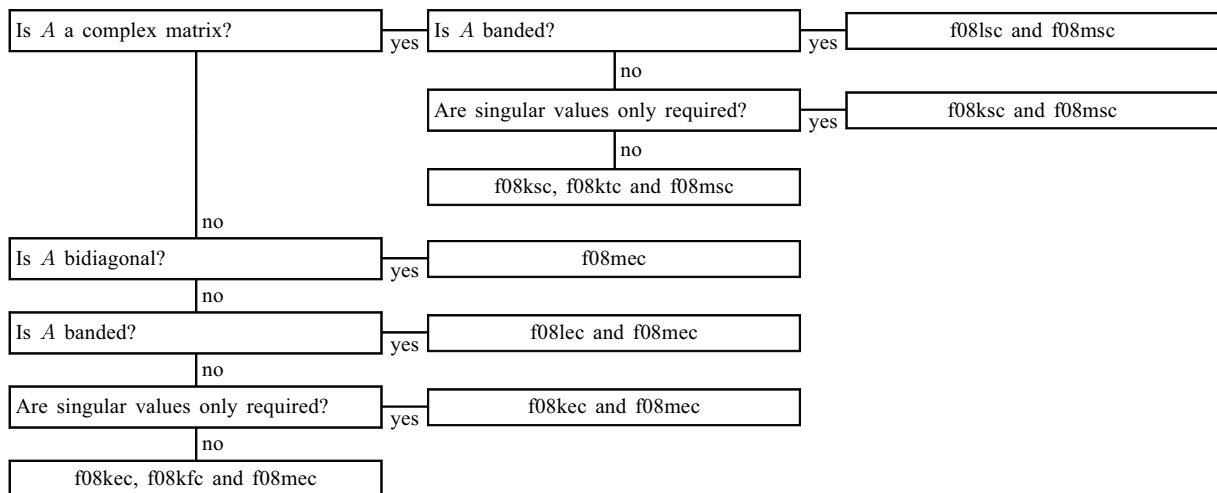 Is A a complex matrix?
yes
Is A banded?
yes
f08lsc and f08msc
no
Are singular values only required?
yes
f08ksc and f08msc
no
f08ksc, f08ktc and f08msc
no
Is A bidiagonal?
yes
f08mec
no
Is A banded?
yes
f08lec and f08mec
no
Are singular values only required?
yes
f08kec and f08mec
no
f08kec, f08kfc and f08mec